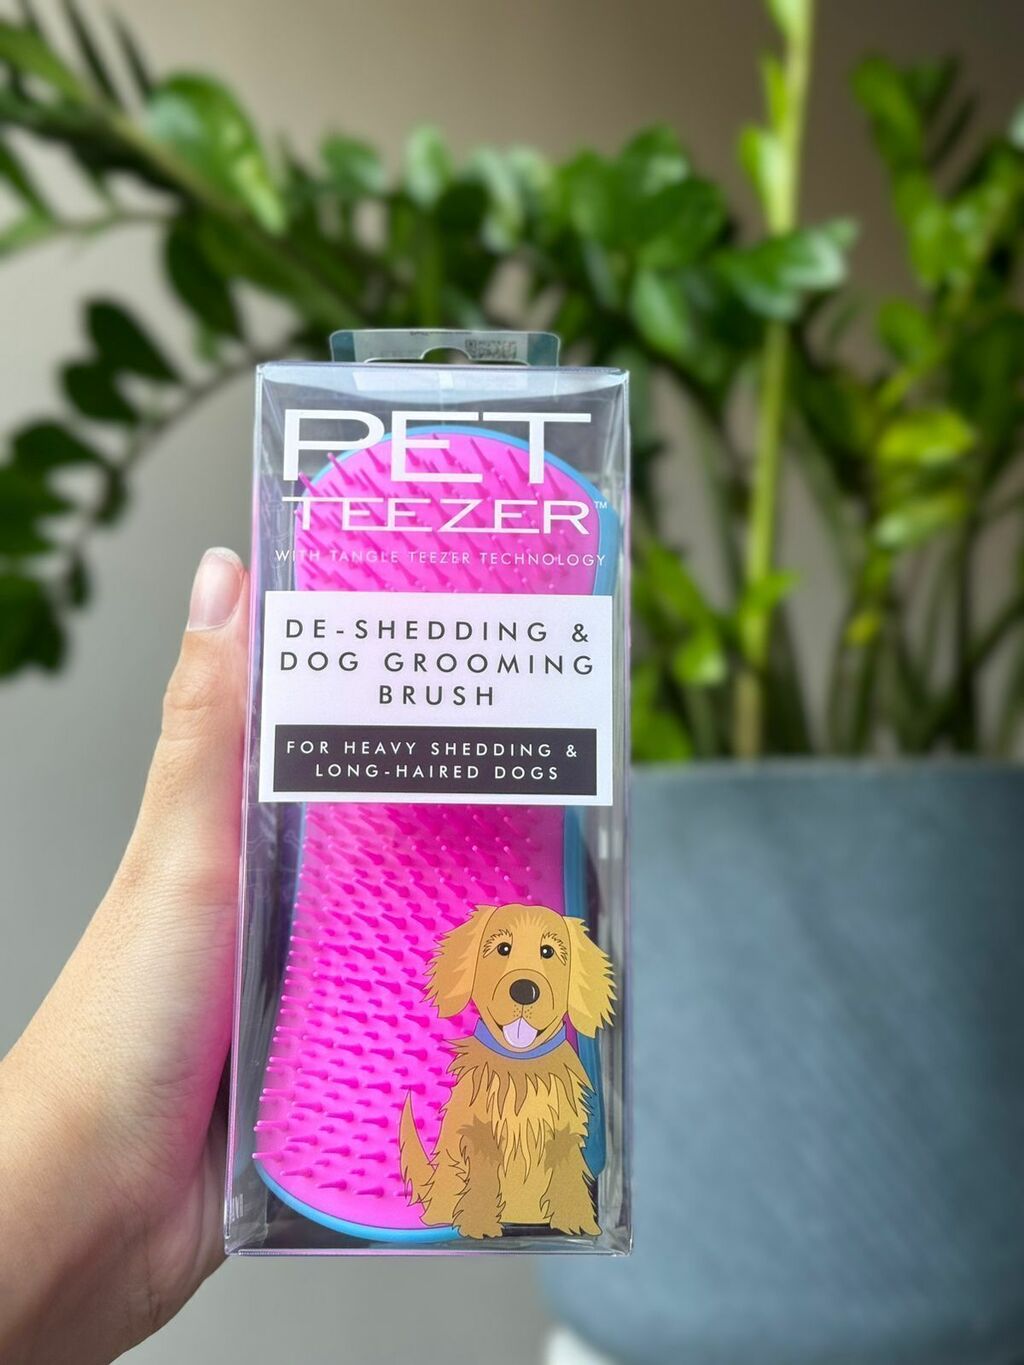 PET
TEEZER™
WITH TANGLE TEEZER TECHNOLOGY
DE-SHEDDING &
DOG GROOMING
BRUSH
FOR HEAVY SHEDDING &
LONG-HAIRED DOGS